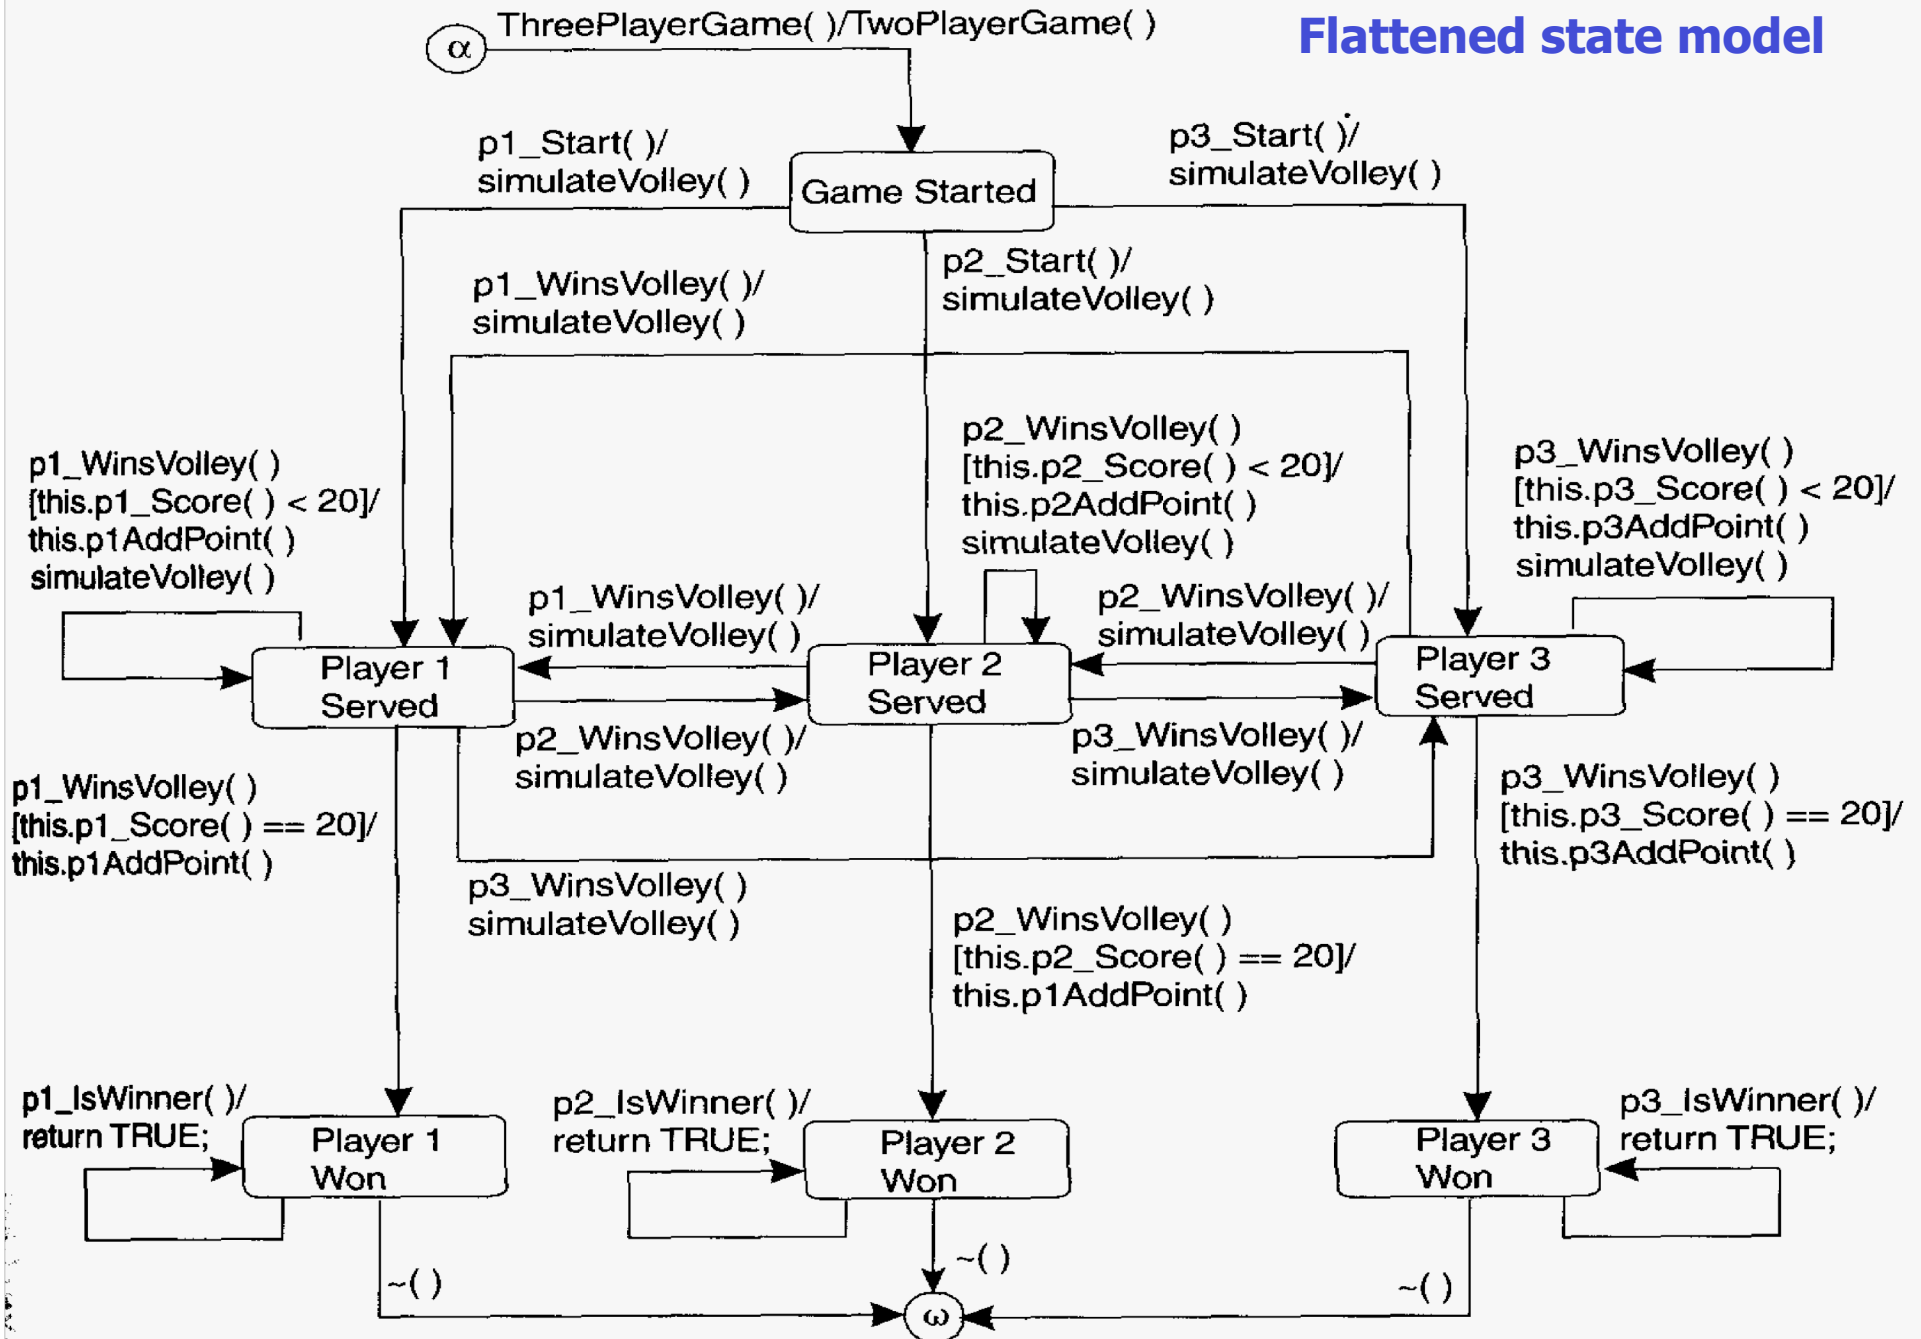 Flattened state model
ThreePlayerGame( )/TwoPlayerGame( )
α
p1_Start( )/
simulateVolley( )
p3_Start( )/
simulateVolley( )
Game Started
p2_Start( )/
simulateVolley( )
p1_WinsVolley( )/
simulateVolley( )
p1_WinsVolley( )
[this.p1_Score( ) < 20]/
this.p1AddPoint( )
simulateVolley( )
p2_WinsVolley( )
[this.p2_Score( ) < 20]/
this.p2AddPoint( )
simulateVolley( )
p3_WinsVolley( )
[this.p3_Score( ) < 20]/
this.p3AddPoint( )
simulateVolley( )
p1_WinsVolley( )/
simulateVolley( )
p2_WinsVolley( )/
simulateVolley( )
Player 1
Served
Player 2
Served
Player 3
Served
p2_WinsVolley( )/
simulateVolley( )
p3_WinsVolley( )/
simulateVolley( )
p1_WinsVolley( )
[this.p1_Score( ) == 20]/
this.p1AddPoint( )
p3_WinsVolley( )
[this.p3_Score( ) == 20]/
this.p3AddPoint( )
p3_WinsVolley( )
simulateVolley( )
p2_WinsVolley( )
[this.p2_Score( ) == 20]/
this.p1AddPoint( )
p1_IsWinner( )/
return TRUE;
p2_IsWinner( )/
return TRUE;
p3_IsWinner( )/
return TRUE;
Player 1
Won
Player 2
Won
Player 3
Won
~( )
~( )
~( )
ω